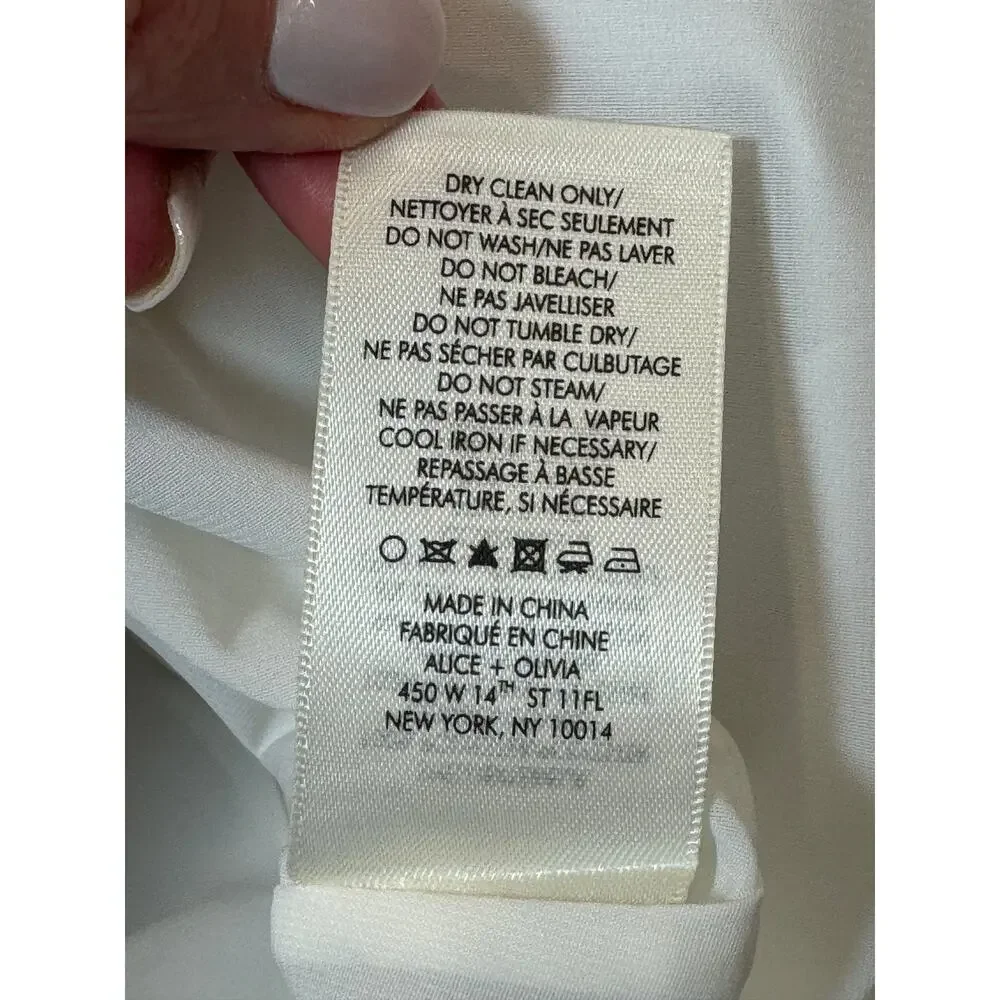 DRY CLEAN ONLY/
NETTOYER À SEC SEULEMENT
DO NOT WASH/NE PAS LAVER
DO NOT BLEACH/
NE PAS JAVELLISER
DO NOT TUMBLE DRY/
NE PAS SÉCHER PAR CULBUTAGE
DO NOT STEAM/
NE PAS PASSER À LA VAPEUR
COOL IRON IF NECESSARY/
REPASSAGE À BASSE
TEMPÉRATURE, SI NÉCESSAIRE
MADE IN CHINA
FABRIQUÉ EN CHINE
ALICE + OLIVIA
450 W 14TH ST 11FL
NEW YORK, NY 10014